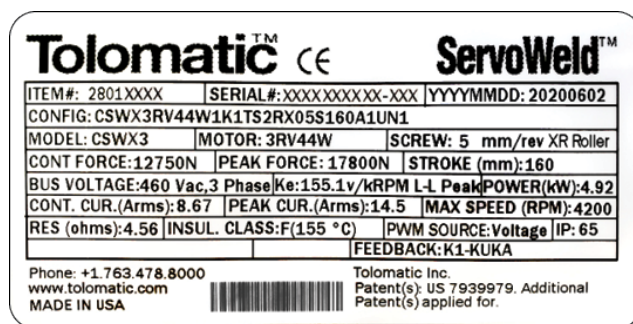 Tolomatic™ CE ServoWeld™
ITEM#: 2801XXXX SERIAL#:XXXXXXXXXX-XXX YYYYMMDD: 20200602
CONFIG: CSWX3RV44W1K1TS2RX05S160A1UN1
MODEL: CSWX3 MOTOR: 3RV44W SCREW: 5 mm/rev XR Roller
CONT FORCE:12750N PEAK FORCE: 17800N STROKE (mm):160
BUS VOLTAGE:460 Vac,3 Phase Ke:155.1v/kRPM L-L Peak POWER(kW):4.92
CONT. CUR.(Arms):8.67 PEAK CUR.(Arms):14.5 MAX SPEED (RPM):4200
RES (ohms):4.56 INSUL. CLASS:F(155 °C) PWM SOURCE:Voltage IP: 65
FEEDBACK:K1-KUKA
Phone: +1.763.478.8000
www.tolomatic.com
MADE IN USA
Tolomatic Inc.
Patent(s): US 7939979. Additional
Patent(s) applied for.